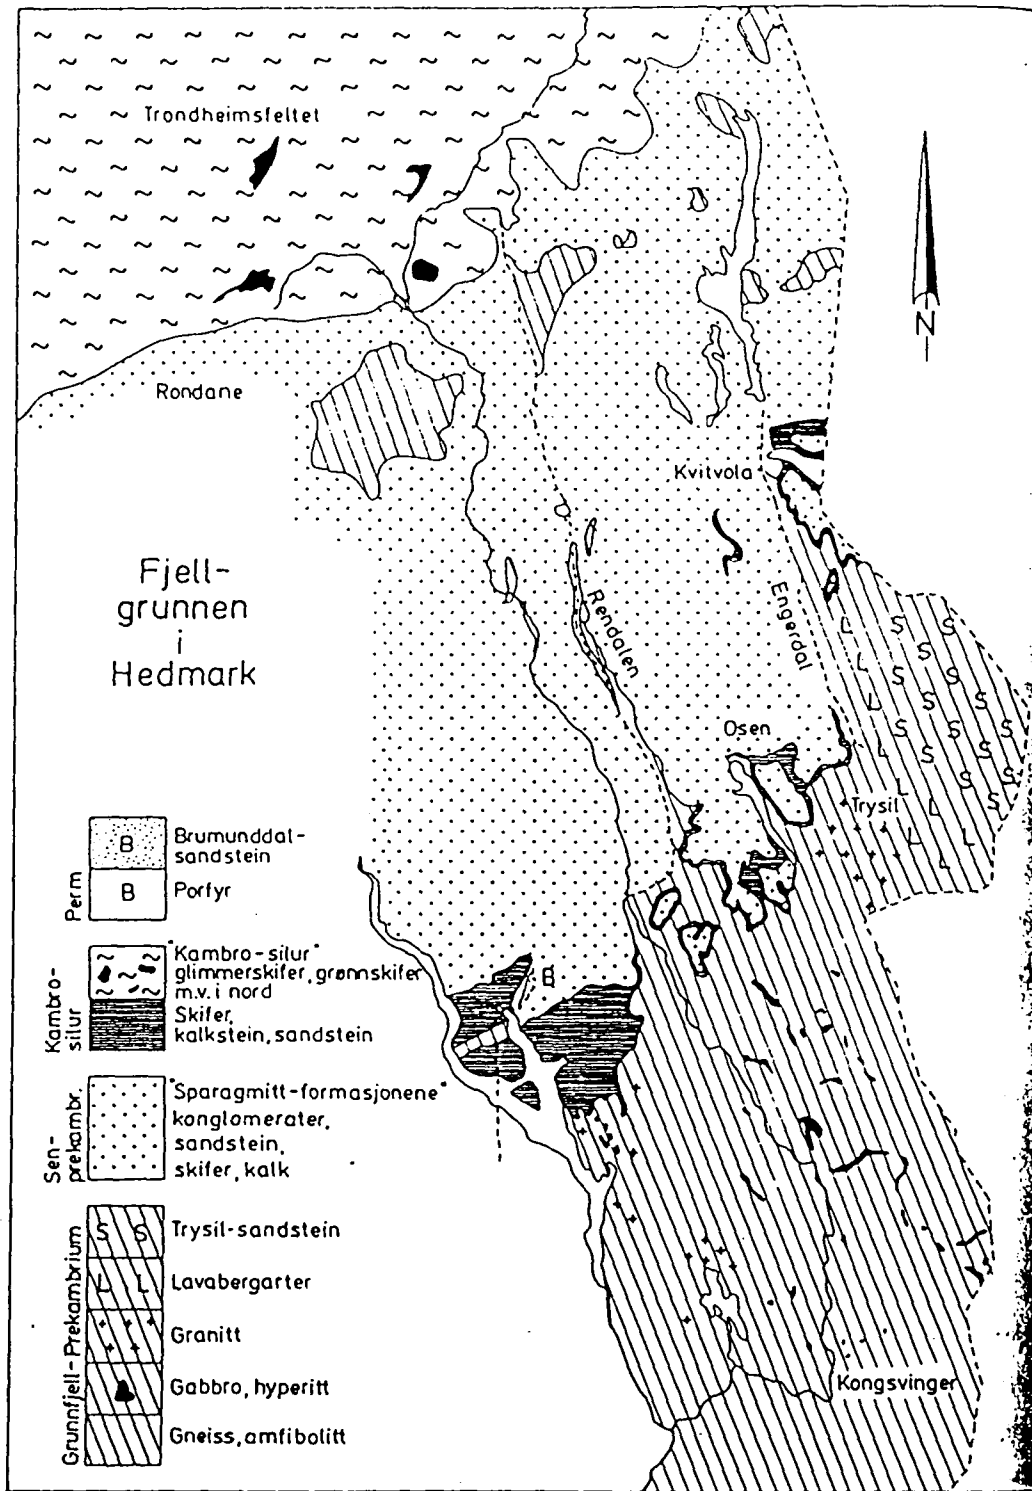 Trondheimsfeltet
Rondane
N
Kvitvola
Fjell-
grunnen
i
Hedmark
Rendalen
Engerdal
L S S
S
L S S
L S S
S S S
L S S
S S
L L S
L L
L
Osen
Trysil
B
Kongsvinger
Perm
B Brumunddal-
sandstein
B Porfyr
Kambro-
silur
"Kambro-silur"
glimmerskifer, grønnskifer
m.v. i nord
Skifer,
kalkstein, sandstein
Sen-
prekambr.
"Sparagmitt-formasjonene"
konglomerater,
sandstein,
skifer, kalk
Grunnfjell-Prekambrium
S S Trysil-sandstein
L L Lavabergarter
Granitt
Gabbro, hyperitt
Gneiss, amfibolitt